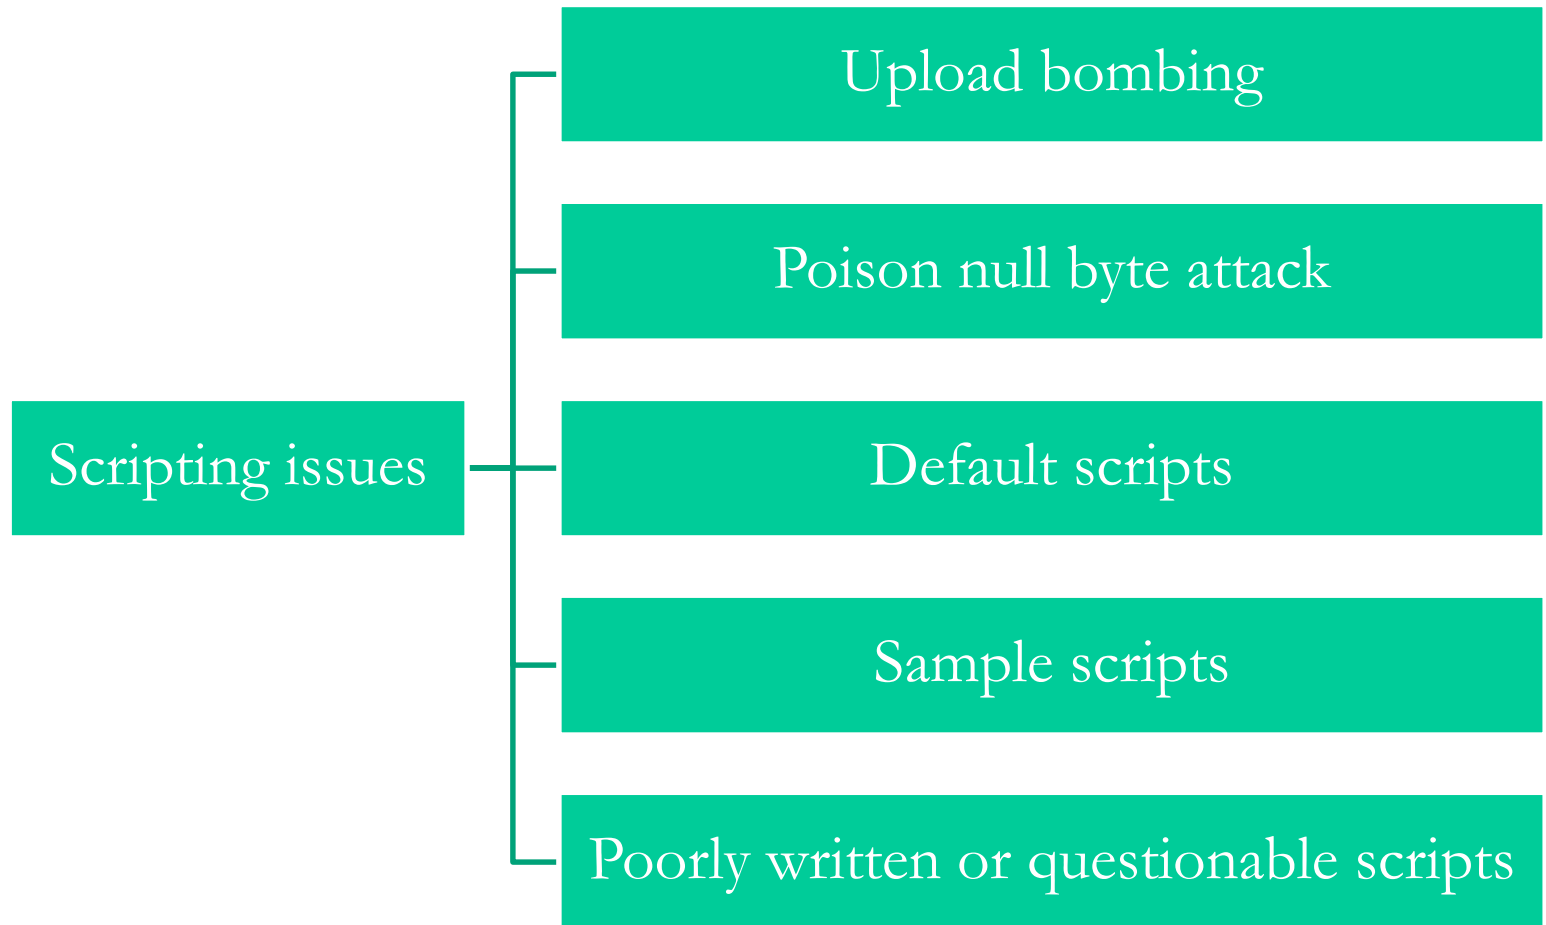 Upload bombing
Poison null byte attack
Scripting issues
Default scripts
Sample scripts
Poorly written or questionable scripts